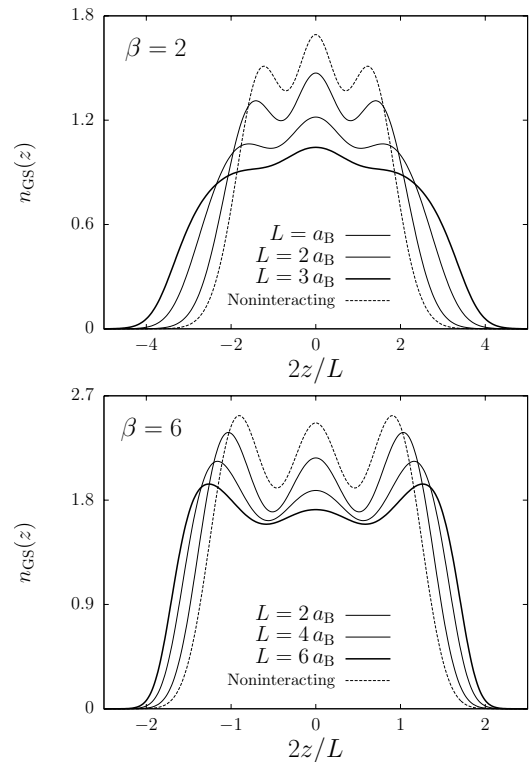 1.8
β = 2
1.2
n_GS(z)
0.6
L = a_B
L = 2 a_B
L = 3 a_B
Noninteracting
0
−4 −2 0 2 4
2z/L
2.7
β = 6
1.8
n_GS(z)
0.9
L = 2 a_B
L = 4 a_B
L = 6 a_B
Noninteracting
0
−2 −1 0 1 2
2z/L